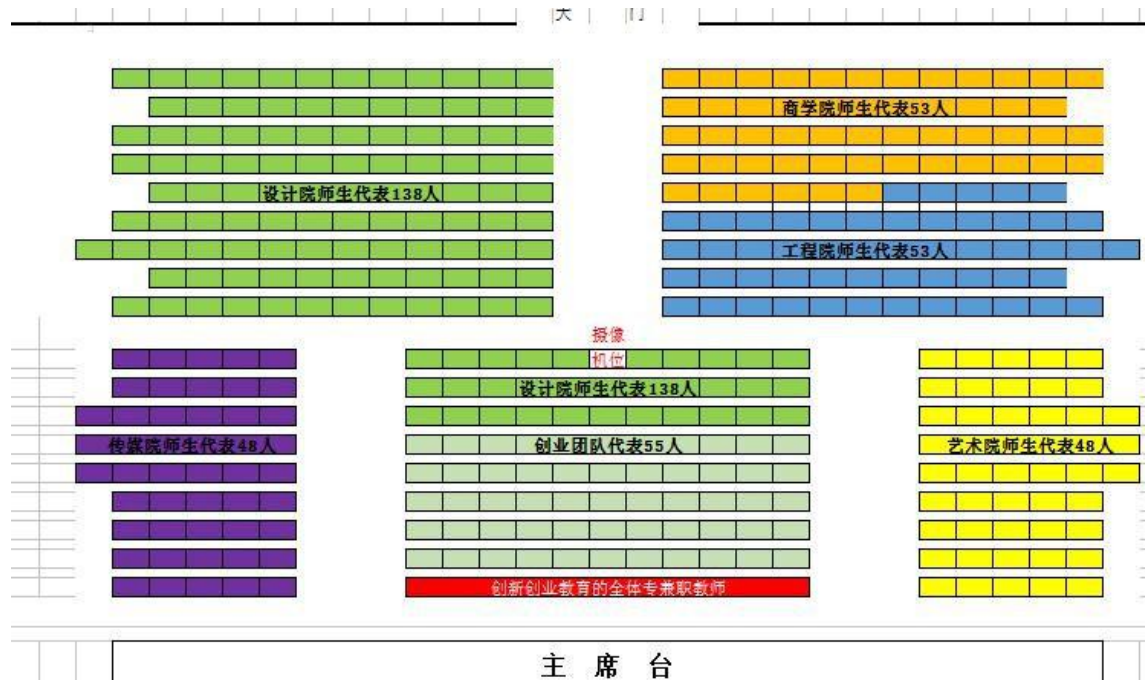 大 门
商学院师生代表53人
设计院师生代表138人
工程院师生代表53人
摄像
机位
设计院师生代表138人
传媒院师生代表48人
创业团队代表55人
艺术院师生代表48人
创新创业教育的全体专兼职教师
主 席 台